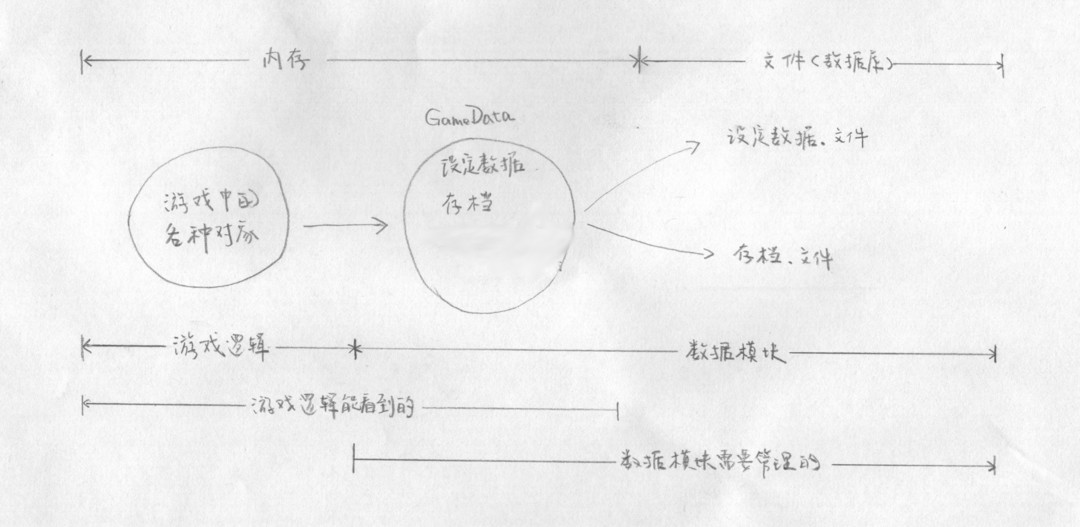 内存
文件(数据库)
GameData
设定数据
存档
设定数据.文件
游戏中的
各种对象
存档.文件
游戏逻辑
数据模块
游戏逻辑能看到的
数据模块需要管理的